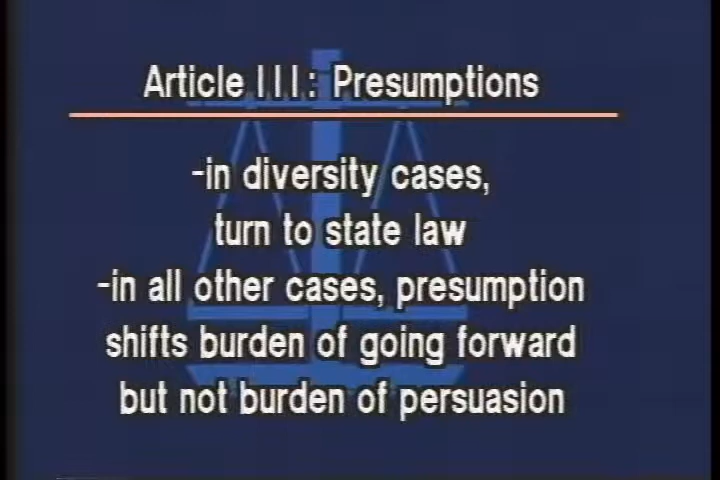 Article III: Presumptions
-in diversity cases,
turn to state law
-in all other cases, presumption
shifts burden of going forward
but not burden of persuasion